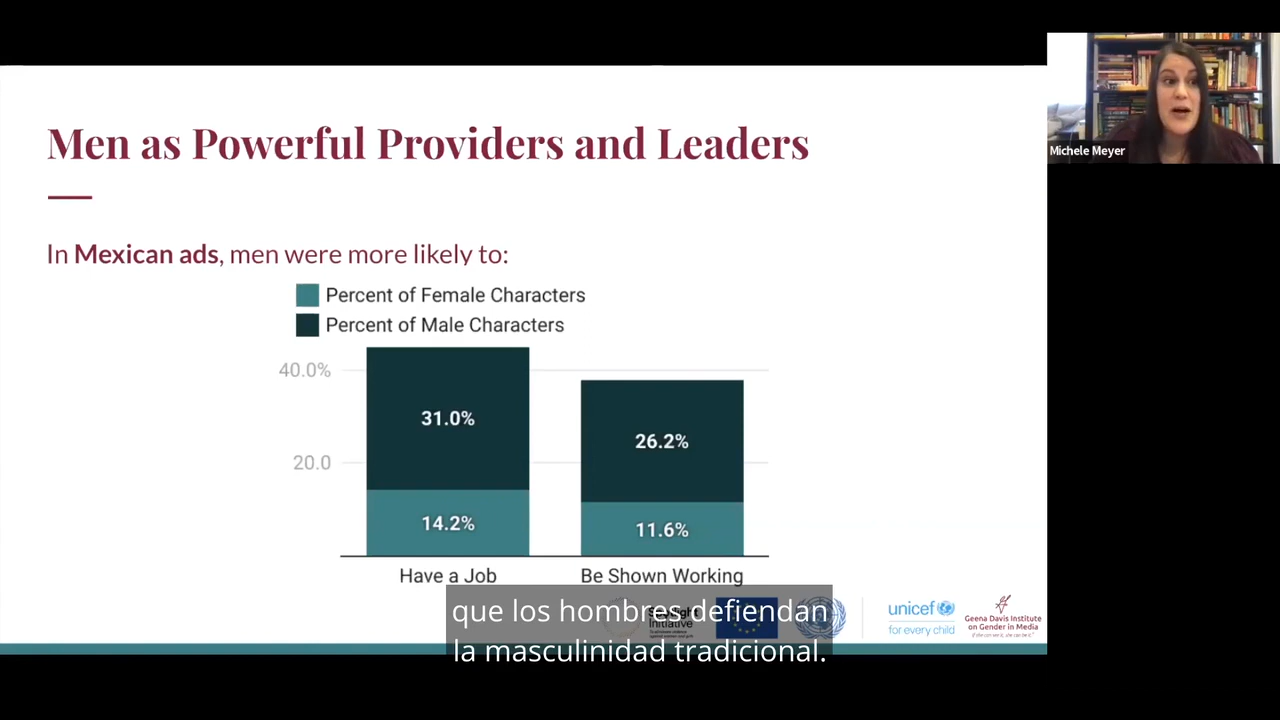 Men as Powerful Providers and Leaders
Michele Meyer
In Mexican ads, men were more likely to:
Percent of Female Characters
Percent of Male Characters
40.0%
31.0%
26.2%
20.0
14.2%
11.6%
Have a Job
Be Shown Working
unicef
for every child
Geena Davis Institute
on Gender in Media
que los hombres defiendan
la masculinidad tradicional.